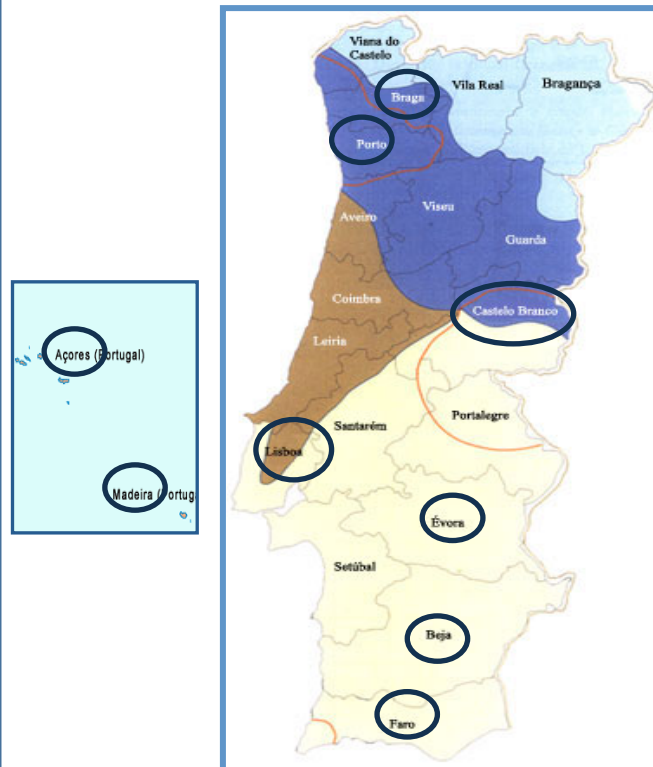 Viana do
Castelo
Braga
Vila Real
Bragança
Porto
Aveiro
Viseu
Guarda
Coimbra
Castelo Branco
Leiria
Açores (Portugal)
Portalegre
Santarém
Lisboa
Madeira (Portuga
Évora
Setúbal
Beja
Faro